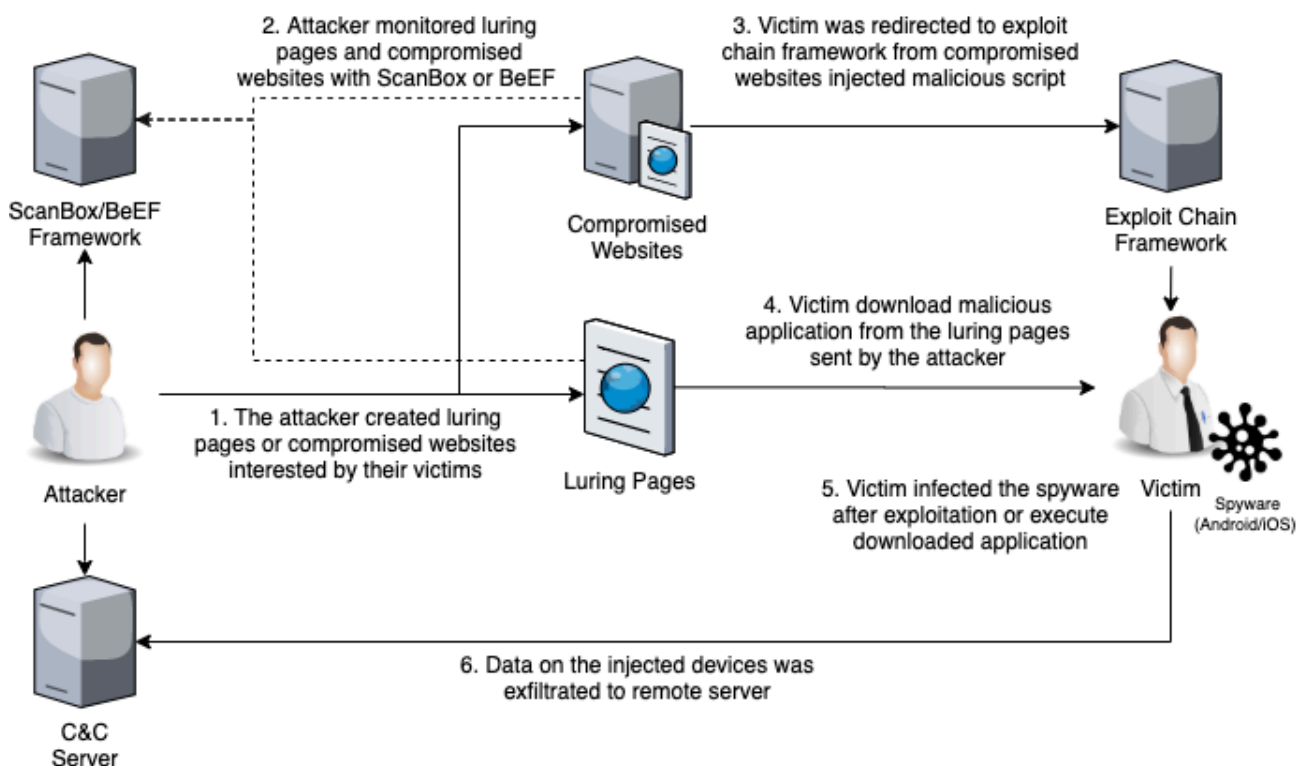 2. Attacker monitored luring
pages and compromised
websites with ScanBox or BeEF
3. Victim was redirected to exploit
chain framework from compromised
websites injected malicious script
ScanBox/BeEF
Framework
Compromised
Websites
Exploit Chain
Framework
4. Victim download malicious
application from the luring pages
sent by the attacker
1. The attacker created luring
pages or compromised websites
interested by their victims
Attacker
Luring Pages
5. Victim infected the spyware
after exploitation or execute
downloaded application
Victim
Spyware
(Android/iOS)
6. Data on the injected devices was
exfiltrated to remote server
C&C
Server